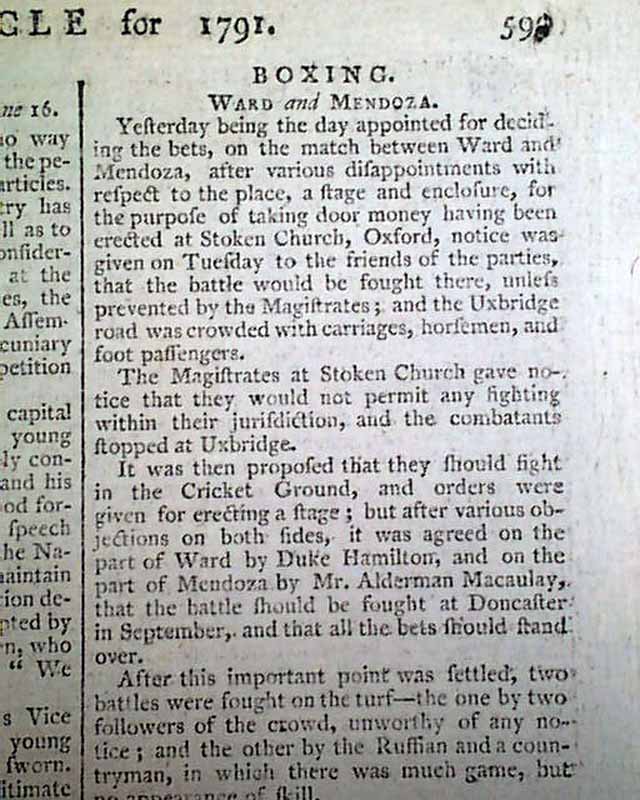 GLE for 1791. 59
ne 16.
no way
the pe-
articles.
try has
ll as to
onſider-
at the
es, the
Aſſem-
cuniary
petition
capital
young
ly con-
and his
od for-
ſpeech
he Na-
maintain
ion de-
pted by
n, who
“ We
s Vice
young
ſworn.
itimate
BOXING.
WARD and MENDOZA.
Yeſterday being the day appointed for decid-
ing the bets, on the match between Ward and
Mendoza, after various diſappointments with
reſpect to the place, a ſtage and encloſure, for
the purpoſe of taking door money having been
erected at Stoken Church, Oxford, notice was
given on Tueſday to the friends of the parties,
that the battle would be fought there, unleſs
prevented by the Magiſtrates; and the Uxbridge
road was crowded with carriages, horſemen, and
foot paſſengers.
The Magiſtrates at Stoken Church gave no-
tice that they would not permit any fighting
within their juriſdiction, and the combatants
ſtopped at Uxbridge.
It was then propoſed that they ſhould fight
in the Cricket Ground, and orders were
given for erecting a ſtage; but after various ob-
jections on both ſides, it was agreed on the
part of Ward by Duke Hamilton, and on the
part of Mendoza by Mr. Alderman Macaulay,
that the battle ſhould be fought at Doncaſter
in September, and that all the bets ſhould ſtand
over.
After this important point was ſettled, two
battles were fought on the turf—the one by two
followers of the crowd, unworthy of any no-
tice; and the other by the Ruffian and a coun-
tryman, in which there was much game, but
no appearance of ſkill.